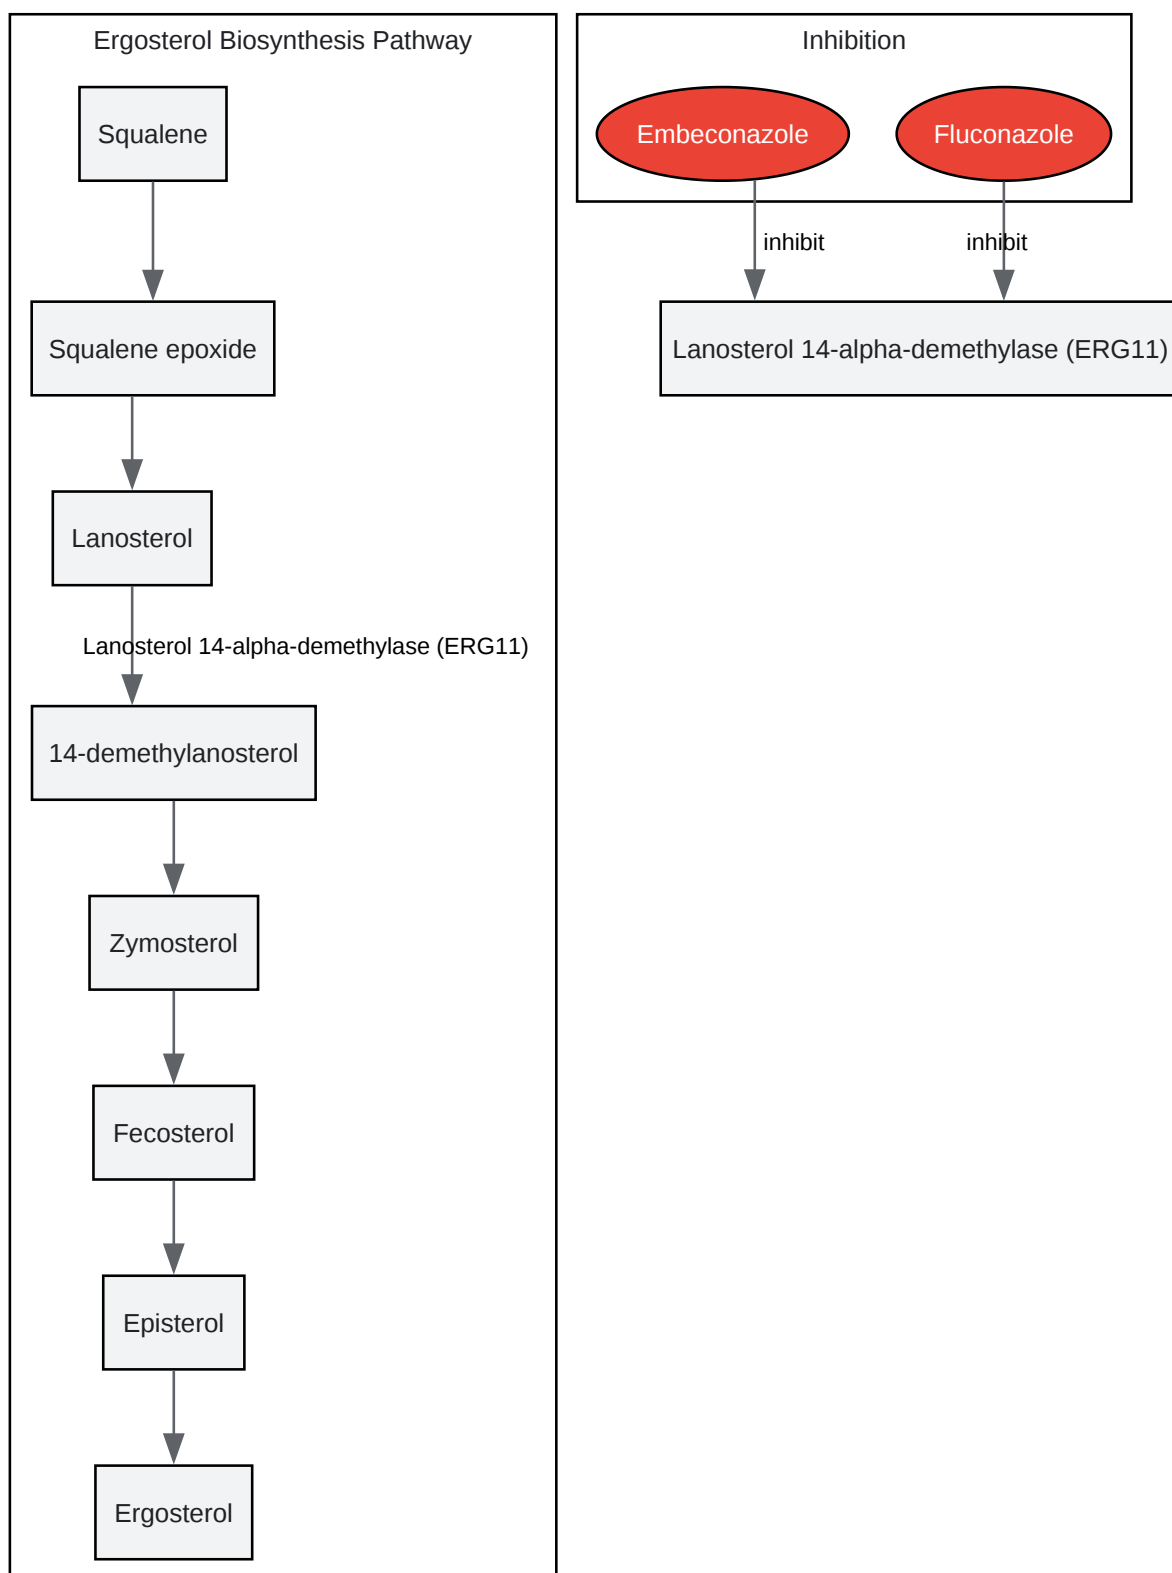 Ergosterol Biosynthesis Pathway
Squalene
Squalene epoxide
Lanosterol
Lanosterol 14-alpha-demethylase (ERG11)
14-demethylanosterol
Zymosterol
Fecosterol
Episterol
Ergosterol
Inhibition
Embeconazole
Fluconazole
inhibit
inhibit
Lanosterol 14-alpha-demethylase (ERG11)